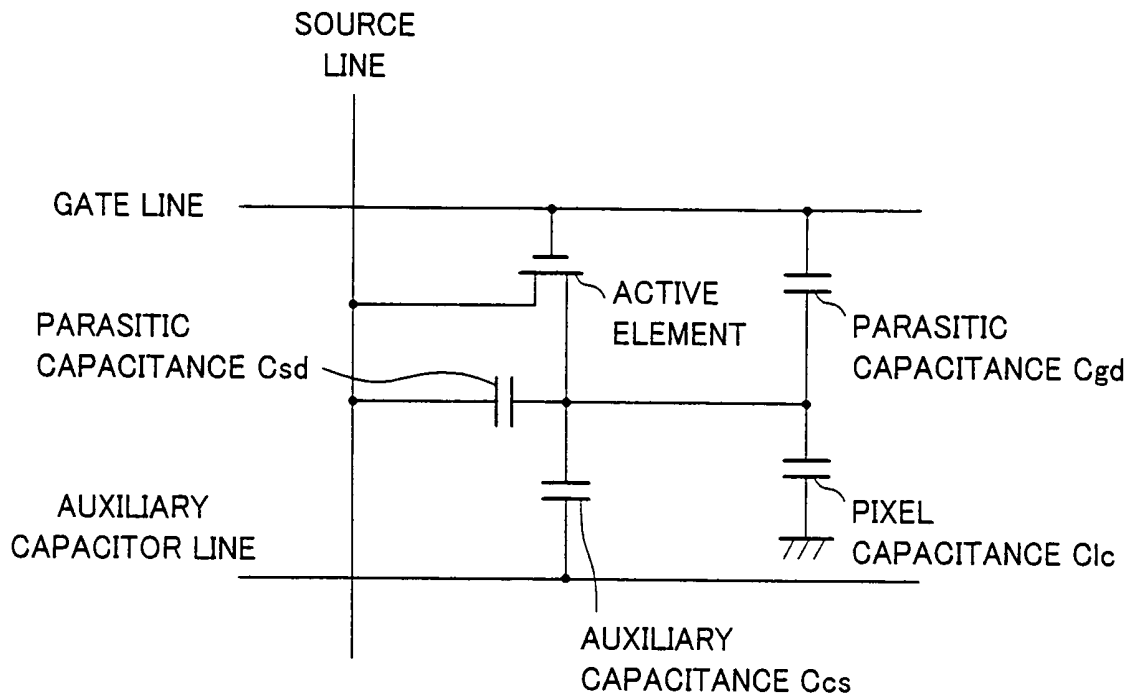 SOURCE
LINE
GATE LINE
ACTIVE
ELEMENT
PARASITIC
CAPACITANCE Csd
PARASITIC
CAPACITANCE Cgd
AUXILIARY
CAPACITOR LINE
PIXEL
CAPACITANCE Clc
AUXILIARY
CAPACITANCE Ccs